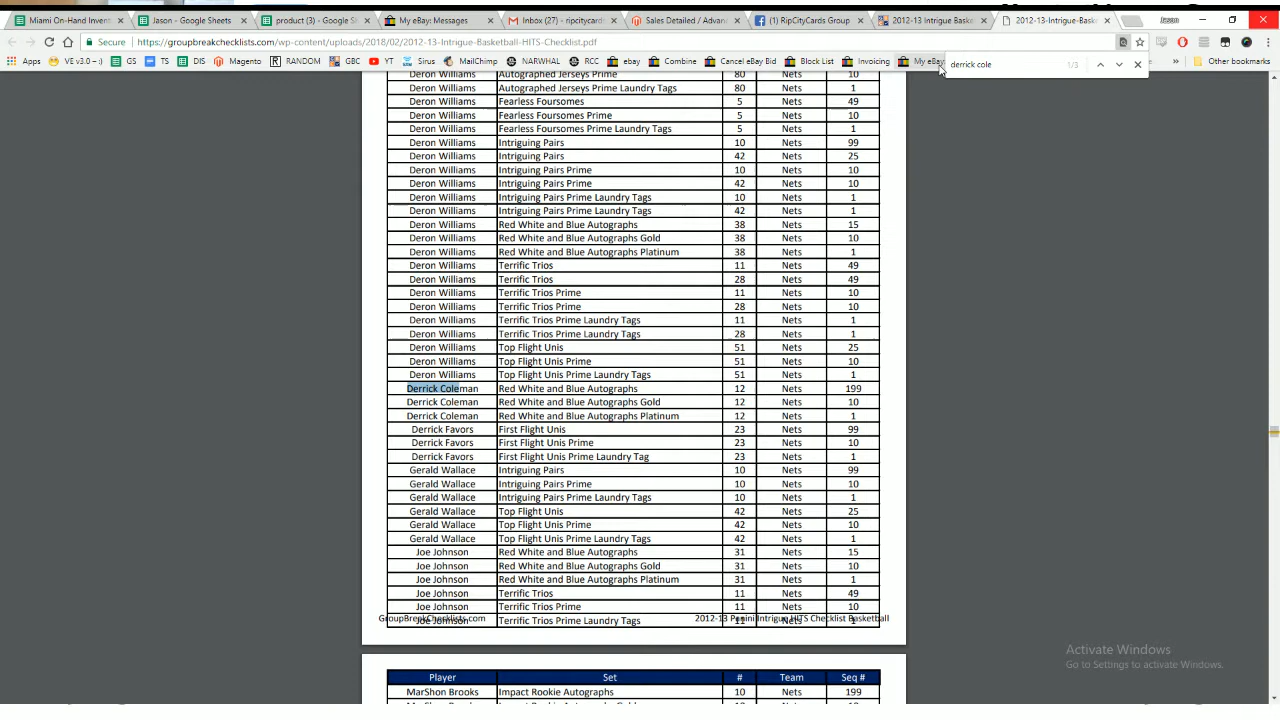 Miami On-Hand Invent
Jason - Google Sheets
product (3) - Google S
My eBay: Messages
Inbox (27) - ripcitycards
Sales Detailed / Advan
(1) RipCityCards Group
2012-13 Intrigue Basket
2012-13-Intrigue-Bask
Jason
Secure
https://groupbreakchecklists.com/wp-content/uploads/2018/02/2012-13-Intrigue-Basketball-HITS-Checklist.pdf
Apps
VE v3.0 :-)
GS
TS
DIS
Magento
RANDOM
GBC
YT
Sirus
MailChimp
NARWHAL
RCC
ebay
Combine
Cancel eBay Bid
Block List
Invoicing
My eBay
derrick cole 1/3
Other bookmarks
Deron Williams Autographed Jerseys Prime 80 Nets 10
Deron Williams Autographed Jerseys Prime Laundry Tags 80 Nets 1
Deron Williams Fearless Foursomes 5 Nets 49
Deron Williams Fearless Foursomes Prime 5 Nets 10
Deron Williams Fearless Foursomes Prime Laundry Tags 5 Nets 1
Deron Williams Intriguing Pairs 10 Nets 99
Deron Williams Intriguing Pairs 42 Nets 25
Deron Williams Intriguing Pairs Prime 10 Nets 10
Deron Williams Intriguing Pairs Prime 42 Nets 10
Deron Williams Intriguing Pairs Prime Laundry Tags 10 Nets 1
Deron Williams Intriguing Pairs Prime Laundry Tags 42 Nets 1
Deron Williams Red White and Blue Autographs 38 Nets 15
Deron Williams Red White and Blue Autographs Gold 38 Nets 10
Deron Williams Red White and Blue Autographs Platinum 38 Nets 1
Deron Williams Terrific Trios 11 Nets 49
Deron Williams Terrific Trios 28 Nets 49
Deron Williams Terrific Trios Prime 11 Nets 10
Deron Williams Terrific Trios Prime 28 Nets 10
Deron Williams Terrific Trios Prime Laundry Tags 11 Nets 1
Deron Williams Terrific Trios Prime Laundry Tags 28 Nets 1
Deron Williams Top Flight Unis 51 Nets 25
Deron Williams Top Flight Unis Prime 51 Nets 10
Deron Williams Top Flight Unis Prime Laundry Tags 51 Nets 1
Derrick Coleman Red White and Blue Autographs 12 Nets 199
Derrick Coleman Red White and Blue Autographs Gold 12 Nets 10
Derrick Coleman Red White and Blue Autographs Platinum 12 Nets 1
Derrick Favors First Flight Unis 23 Nets 99
Derrick Favors First Flight Unis Prime 23 Nets 10
Derrick Favors First Flight Unis Prime Laundry Tag 23 Nets 1
Gerald Wallace Intriguing Pairs 10 Nets 99
Gerald Wallace Intriguing Pairs Prime 10 Nets 10
Gerald Wallace Intriguing Pairs Prime Laundry Tags 10 Nets 1
Gerald Wallace Top Flight Unis 42 Nets 25
Gerald Wallace Top Flight Unis Prime 42 Nets 10
Gerald Wallace Top Flight Unis Prime Laundry Tags 42 Nets 1
Joe Johnson Red White and Blue Autographs 31 Nets 15
Joe Johnson Red White and Blue Autographs Gold 31 Nets 10
Joe Johnson Red White and Blue Autographs Platinum 31 Nets 1
Joe Johnson Terrific Trios 11 Nets 49
Joe Johnson Terrific Trios Prime 11 Nets 10
Joe Johnson Terrific Trios Prime Laundry Tags 11 Nets 1
GroupBreakChecklists.com 2012-13 Panini Intrigue HITS Checklist Basketball
Activate Windows
Go to Settings to activate Windows.
Player Set # Team Seq #
MarShon Brooks Impact Rookie Autographs 10 Nets 199